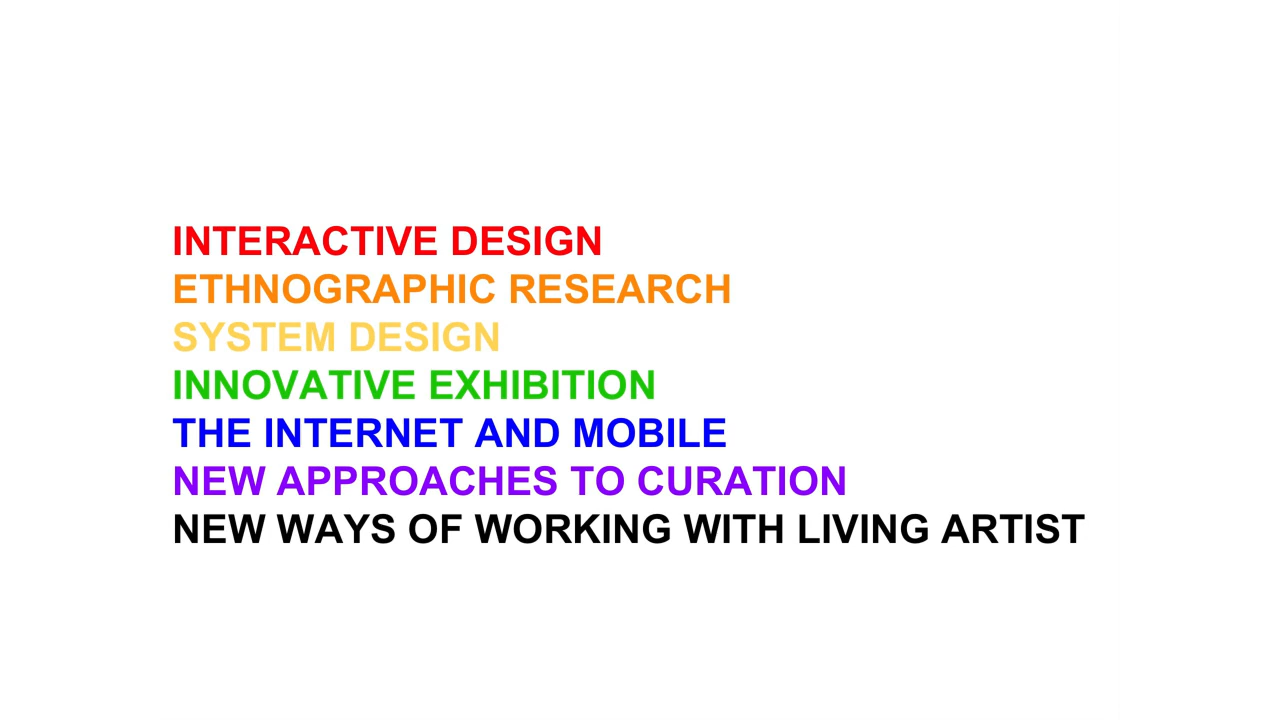 INTERACTIVE DESIGN
ETHNOGRAPHIC RESEARCH
SYSTEM DESIGN
INNOVATIVE EXHIBITION
THE INTERNET AND MOBILE
NEW APPROACHES TO CURATION
NEW WAYS OF WORKING WITH LIVING ARTIST